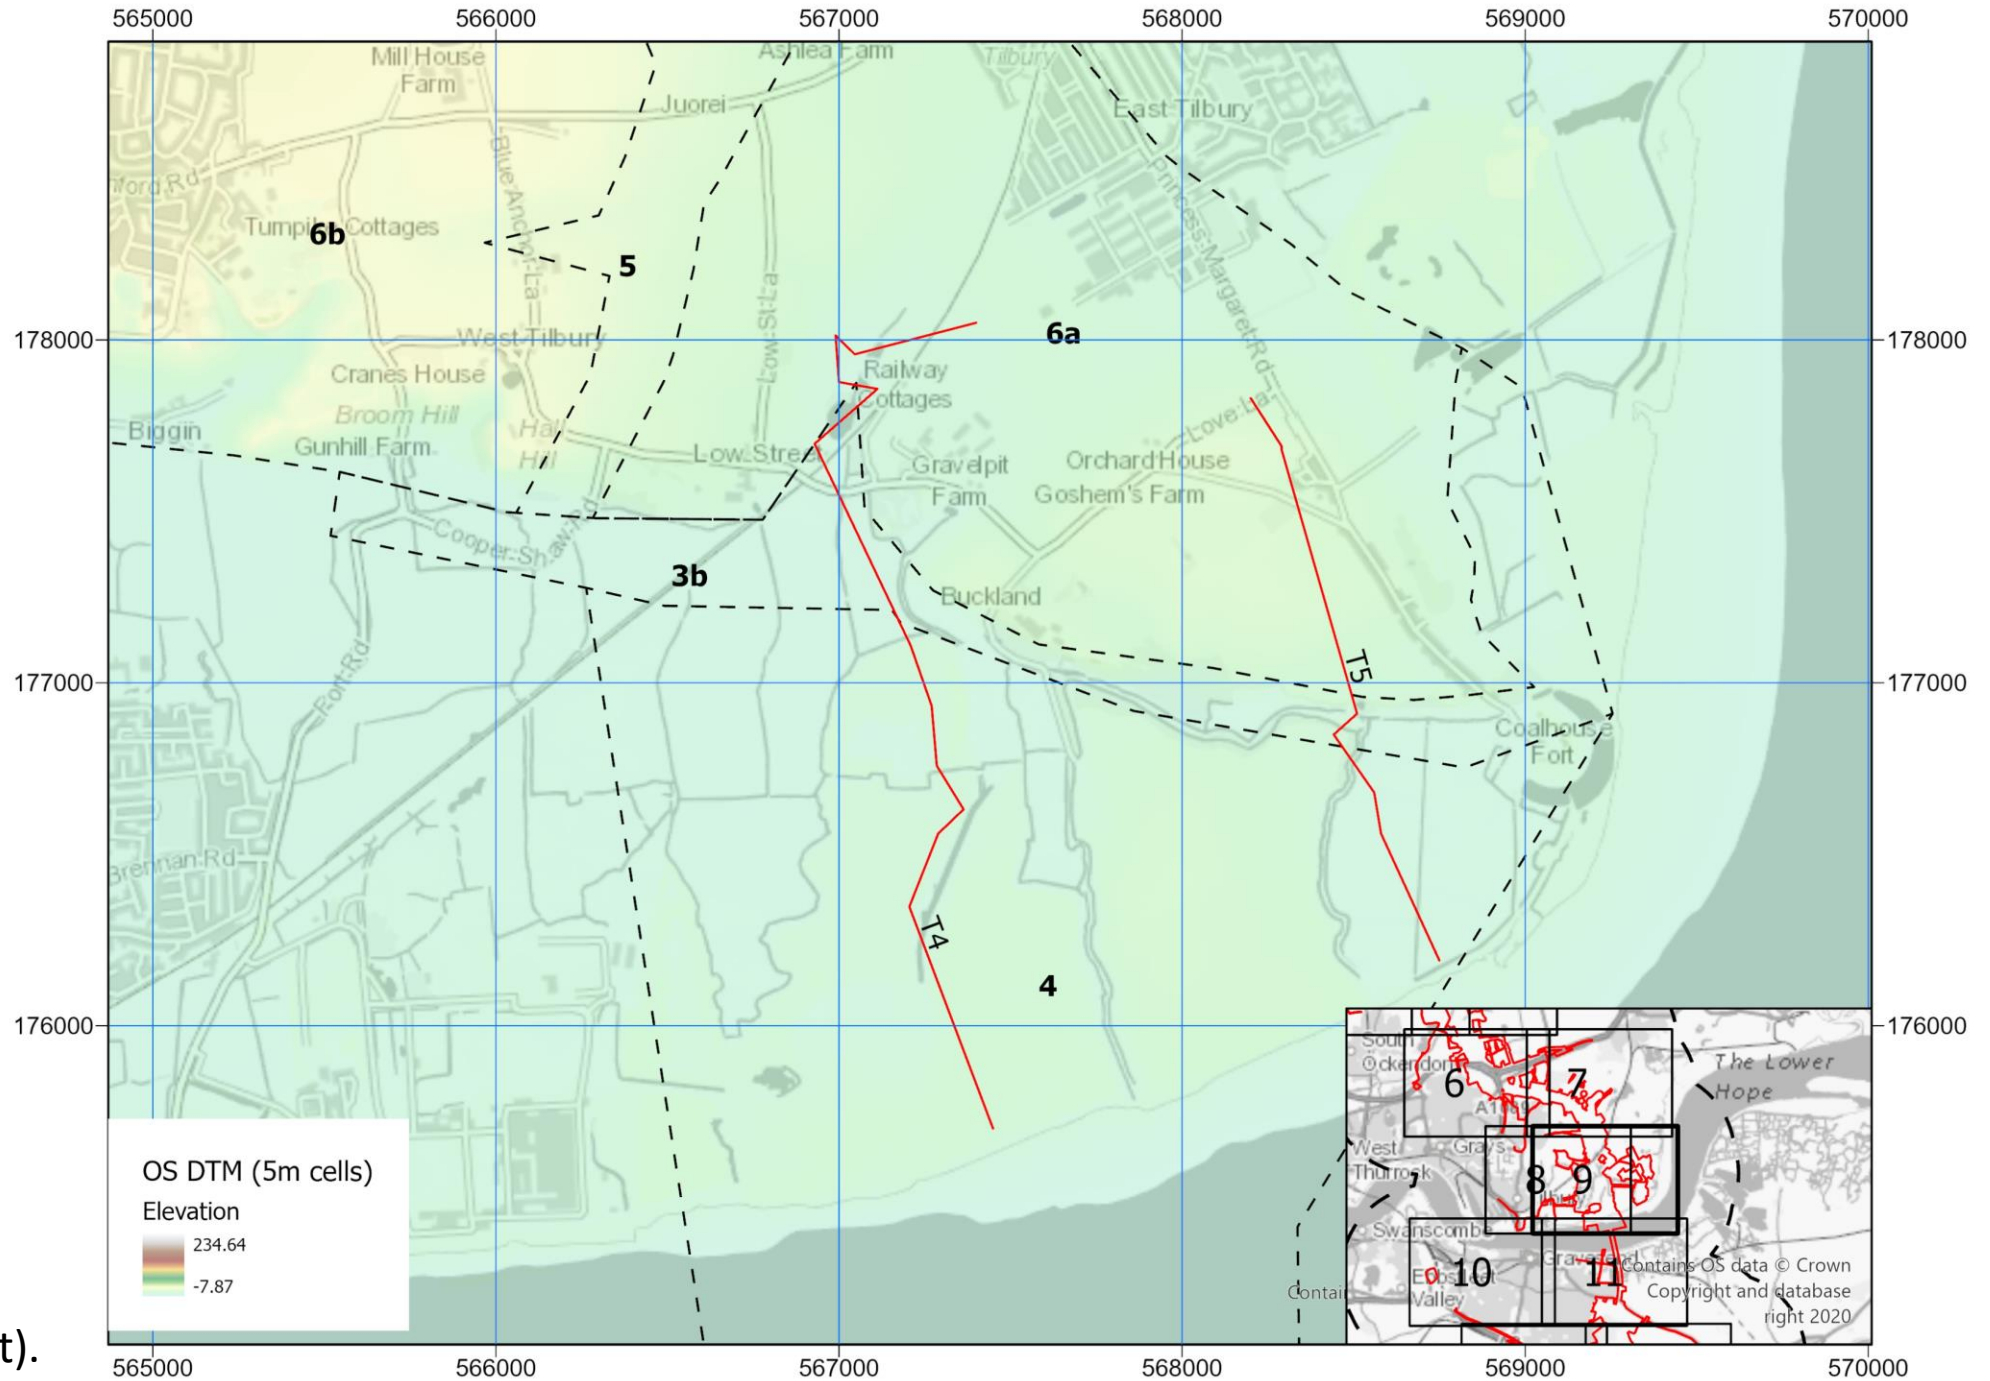 565000 566000 567000 568000 569000 570000
Mill House
Farm
Ashlea Farm
Tilbury
Juorei
East Tilbury
nford Rd
Blue Anchor La
Princess Margaret Rd
Turnpike Cottages
6b
5
Low St La
178000
6a
178000
West Tilbury
Cranes House
Railway
Cottages
Broom Hill
Biggin
Gunhill Farm
Hall
Hill
Love La
Low Street
Gravelpit
Farm
Orchard House
Goshem's Farm
Cooper Shaw Rd
3b
Buckland
Fort Rd
T5
177000
177000
Coalhouse
Fort
Brennan Rd
T4
4
176000
176000
South
Ockendon
6
7
The Lower
Hope
West
Thurrock
Grays
8
9
Swanscombe
Gravesend
10
11
Valley
Contains OS data © Crown
Copyright and database
right 2020
Contai
OS DTM (5m cells)
Elevation
234.64
-7.87
t).
565000 566000 567000 568000 569000 570000